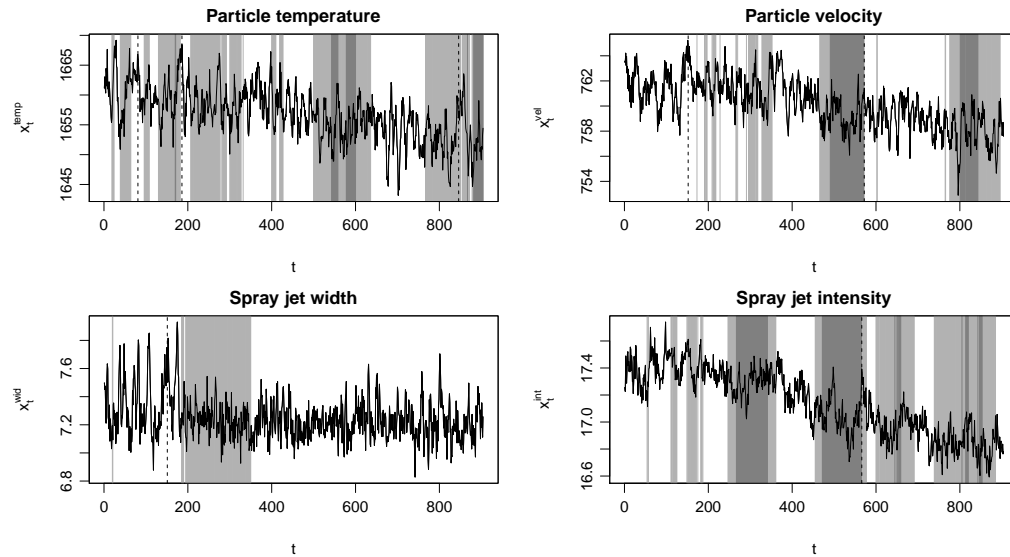 Particle temperature
x_t^temp
1645 1655 1665
0 200 400 600 800
t
Particle velocity
x_t^vel
754 758 762
0 200 400 600 800
t
Spray jet width
x_t^wid
6.8 7.2 7.6
0 200 400 600 800
t
Spray jet intensity
x_t^int
16.6 17.0 17.4
0 200 400 600 800
t